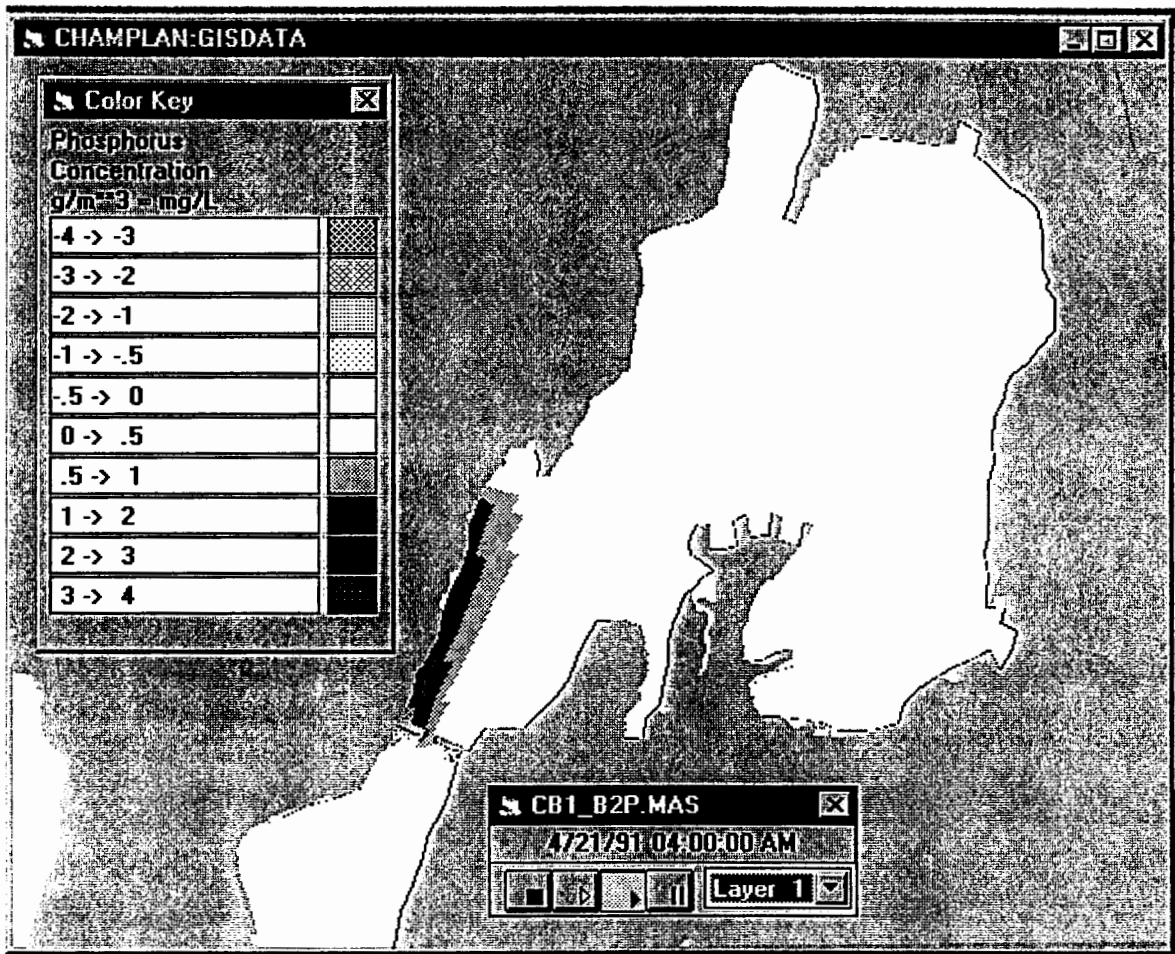 CHAMPLAN:GISDATA
Color Key
Phosphorus
Concentration
g/m**3 = mg/L
-4 -> -3
-3 -> -2
-2 -> -1
-1 -> -.5
-.5 -> 0
0 -> .5
.5 -> 1
1 -> 2
2 -> 3
3 -> 4
CB1_B2P.MAS
4/21/91 04:00:00 AM
Layer 1